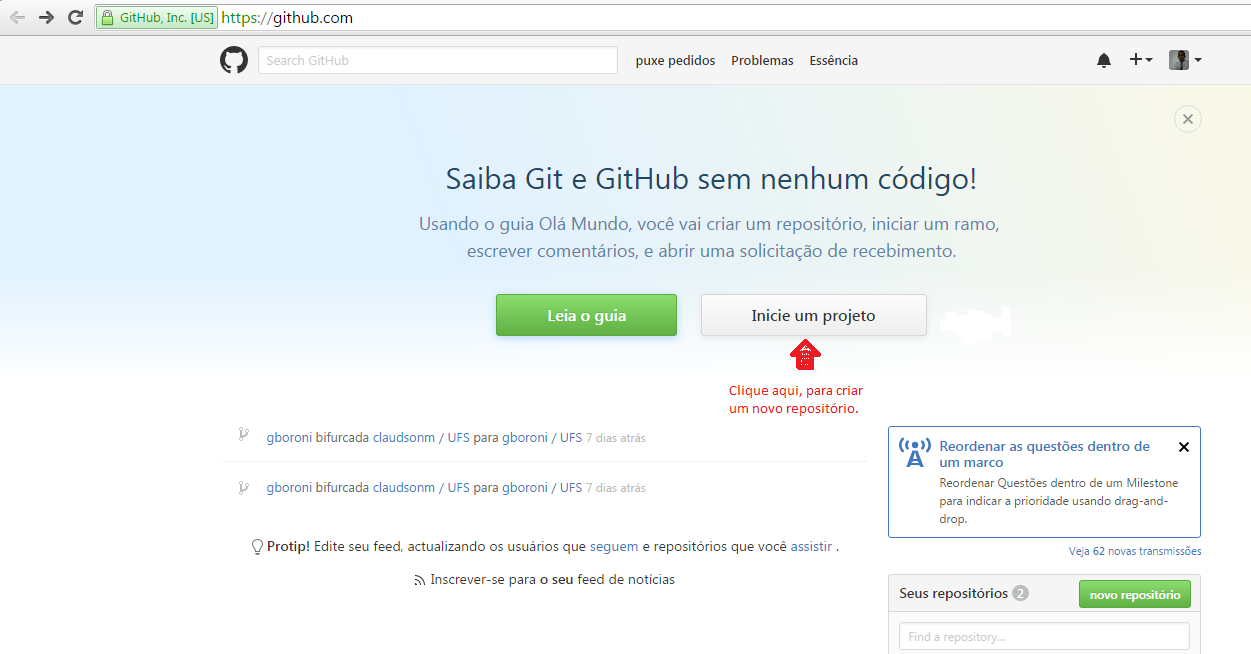 GitHub, Inc. [US] https://github.com
Search GitHub
puxe pedidos Problemas Essência
Saiba Git e GitHub sem nenhum código!
Usando o guia Olá Mundo, você vai criar um repositório, iniciar um ramo,
escrever comentários, e abrir uma solicitação de recebimento.
Leia o guia
Inicie um projeto
Clique aqui, para criar
um novo repositório.
gboroni bifurcada claudsonm / UFS para gboroni / UFS 7 dias atrás
gboroni bifurcada claudsonm / UFS para gboroni / UFS 7 dias atrás
Protip! Edite seu feed, actualizando os usuários que seguem e repositórios que você assistir .
Inscrever-se para o seu feed de notícias
Reordenar as questões dentro de
um marco
Reordenar Questões dentro de um Milestone
para indicar a prioridade usando drag-and-
drop.
Veja 62 novas transmissões
Seus repositórios 2
novo repositório
Find a repository...